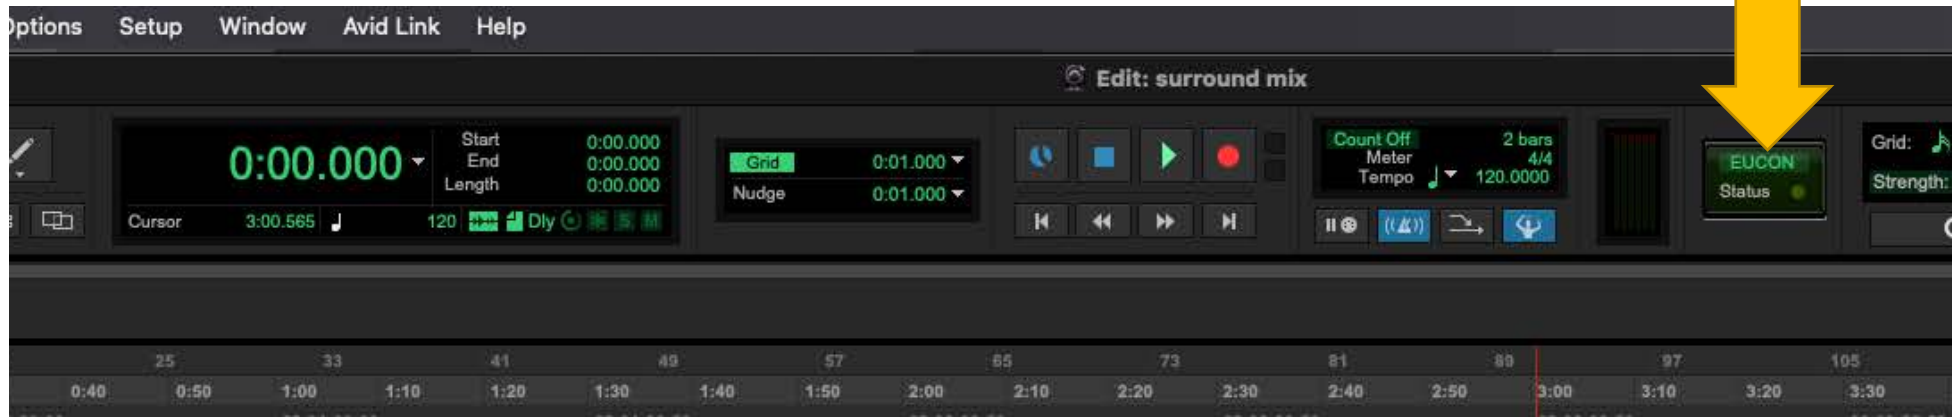 Options Setup Window Avid Link Help
Edit: surround mix
0:00.000
Start 0:00.000
End 0:00.000
Length 0:00.000
Cursor 3:00.565 120 Dly S M
Grid 0:01.000
Nudge 0:01.000
Count Off 2 bars
Meter 4/4
Tempo 120.0000
EUCON
Status
Grid:
Strength:
25 33 41 49 57 65 73 81 89 97 105
0:40 0:50 1:00 1:10 1:20 1:30 1:40 1:50 2:00 2:10 2:20 2:30 2:40 2:50 3:00 3:10 3:20 3:30